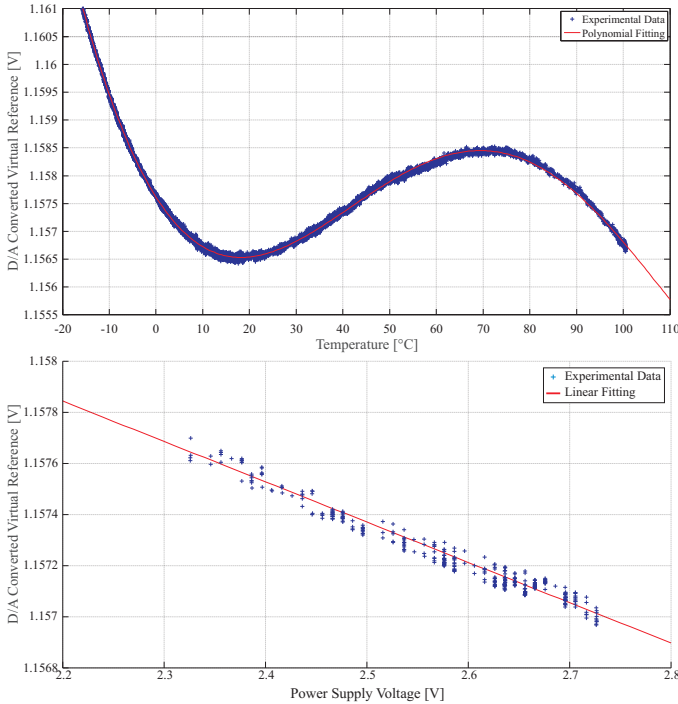 1.161
1.1605
1.16
1.1595
1.159
1.1585
1.158
1.1575
1.157
1.1565
1.156
1.1555
D/A Converted Virtual Reference [V]
Experimental Data
Polynomial Fitting
-20 -10 0 10 20 30 40 50 60 70 80 90 100 110
Temperature [°C]
1.158
1.1578
1.1576
1.1574
1.1572
1.157
1.1568
D/A Converted Virtual Reference [V]
Experimental Data
Linear Fitting
2.2 2.3 2.4 2.5 2.6 2.7 2.8
Power Supply Voltage [V]